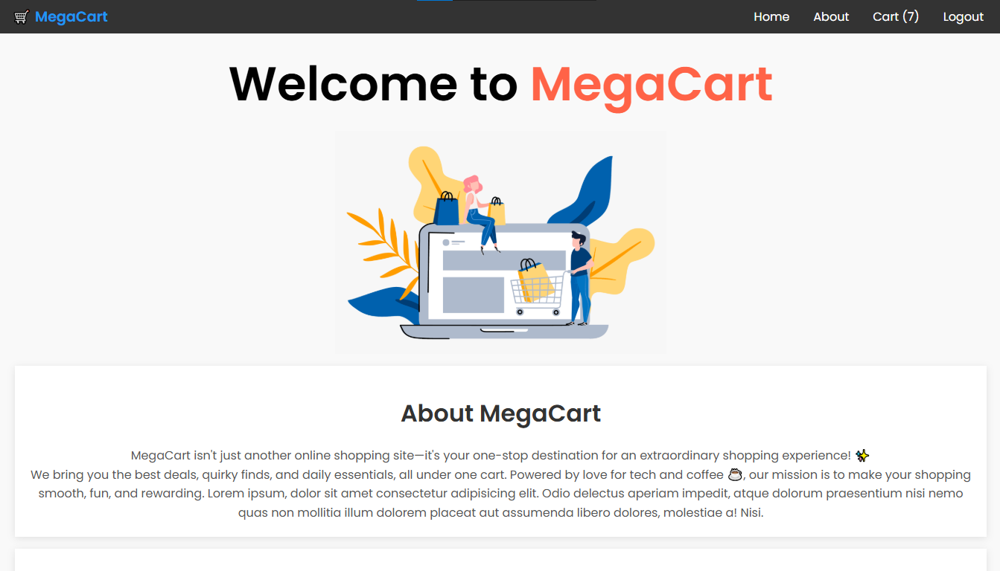 🛒 MegaCart
Home About Cart (7) Logout
Welcome to MegaCart
About MegaCart
MegaCart isn't just another online shopping site—it's your one-stop destination for an extraordinary shopping experience! ✨
We bring you the best deals, quirky finds, and daily essentials, all under one cart. Powered by love for tech and coffee ☕, our mission is to make your shopping
smooth, fun, and rewarding. Lorem ipsum, dolor sit amet consectetur adipisicing elit. Odio delectus aperiam impedit, atque dolorum praesentium nisi nemo
quas non mollitia illum dolorem placeat aut assumenda libero dolores, molestiae a! Nisi.